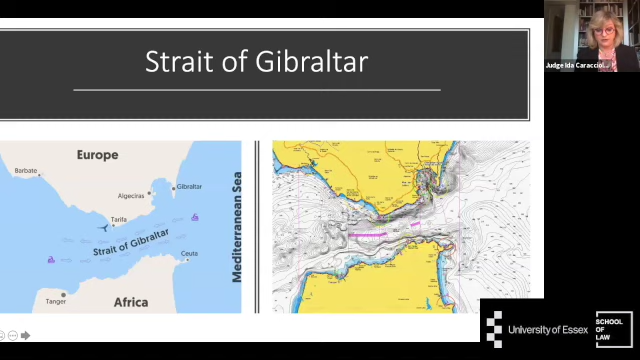 Strait of Gibraltar
Judge Ida Caracciol...
Europe
Barbate
Algeciras
Gibraltar
Tarifa
Strait of Gibraltar
Ceuta
Tanger
Africa
Mediterranean Sea
University of Essex
SCHOOL
OF
LAW